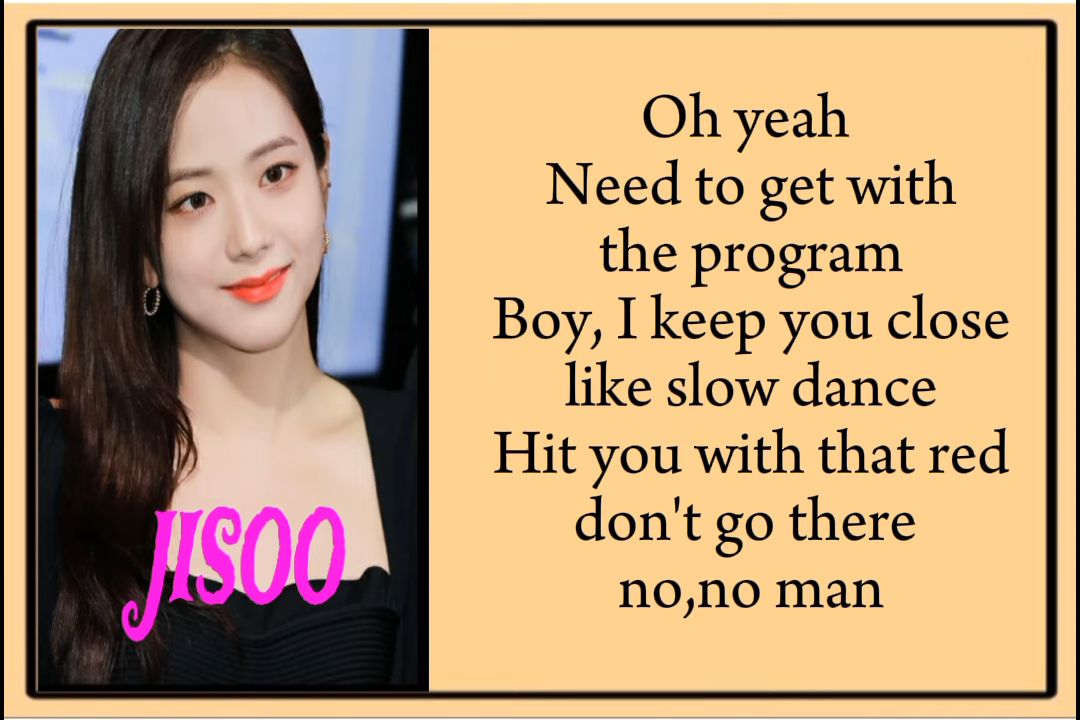 JISOO
Oh yeah
Need to get with
the program
Boy, I keep you close
like slow dance
Hit you with that red
don't go there
no,no man